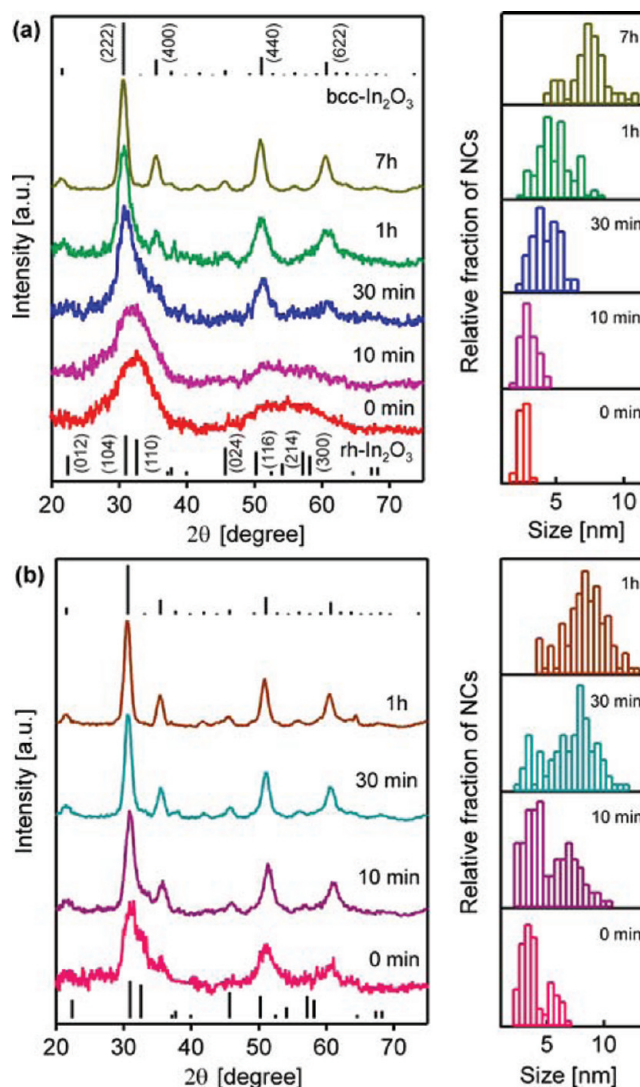 (a)
(222)
(400)
(440)
(622)
bcc-In₂O₃
7h
1h
30 min
10 min
0 min
(012)
(104)
(110)
(024)
(116)
(214)
(300)
rh-In₂O₃
20 30 40 50 60 70
2θ [degree]
Intensity [a.u.]
Relative fraction of NCs
7h
1h
30 min
10 min
0 min
5 10
Size [nm]
(b)
1h
30 min
10 min
0 min
20 30 40 50 60 70
2θ [degree]
Intensity [a.u.]
Relative fraction of NCs
1h
30 min
10 min
0 min
5 10
Size [nm]